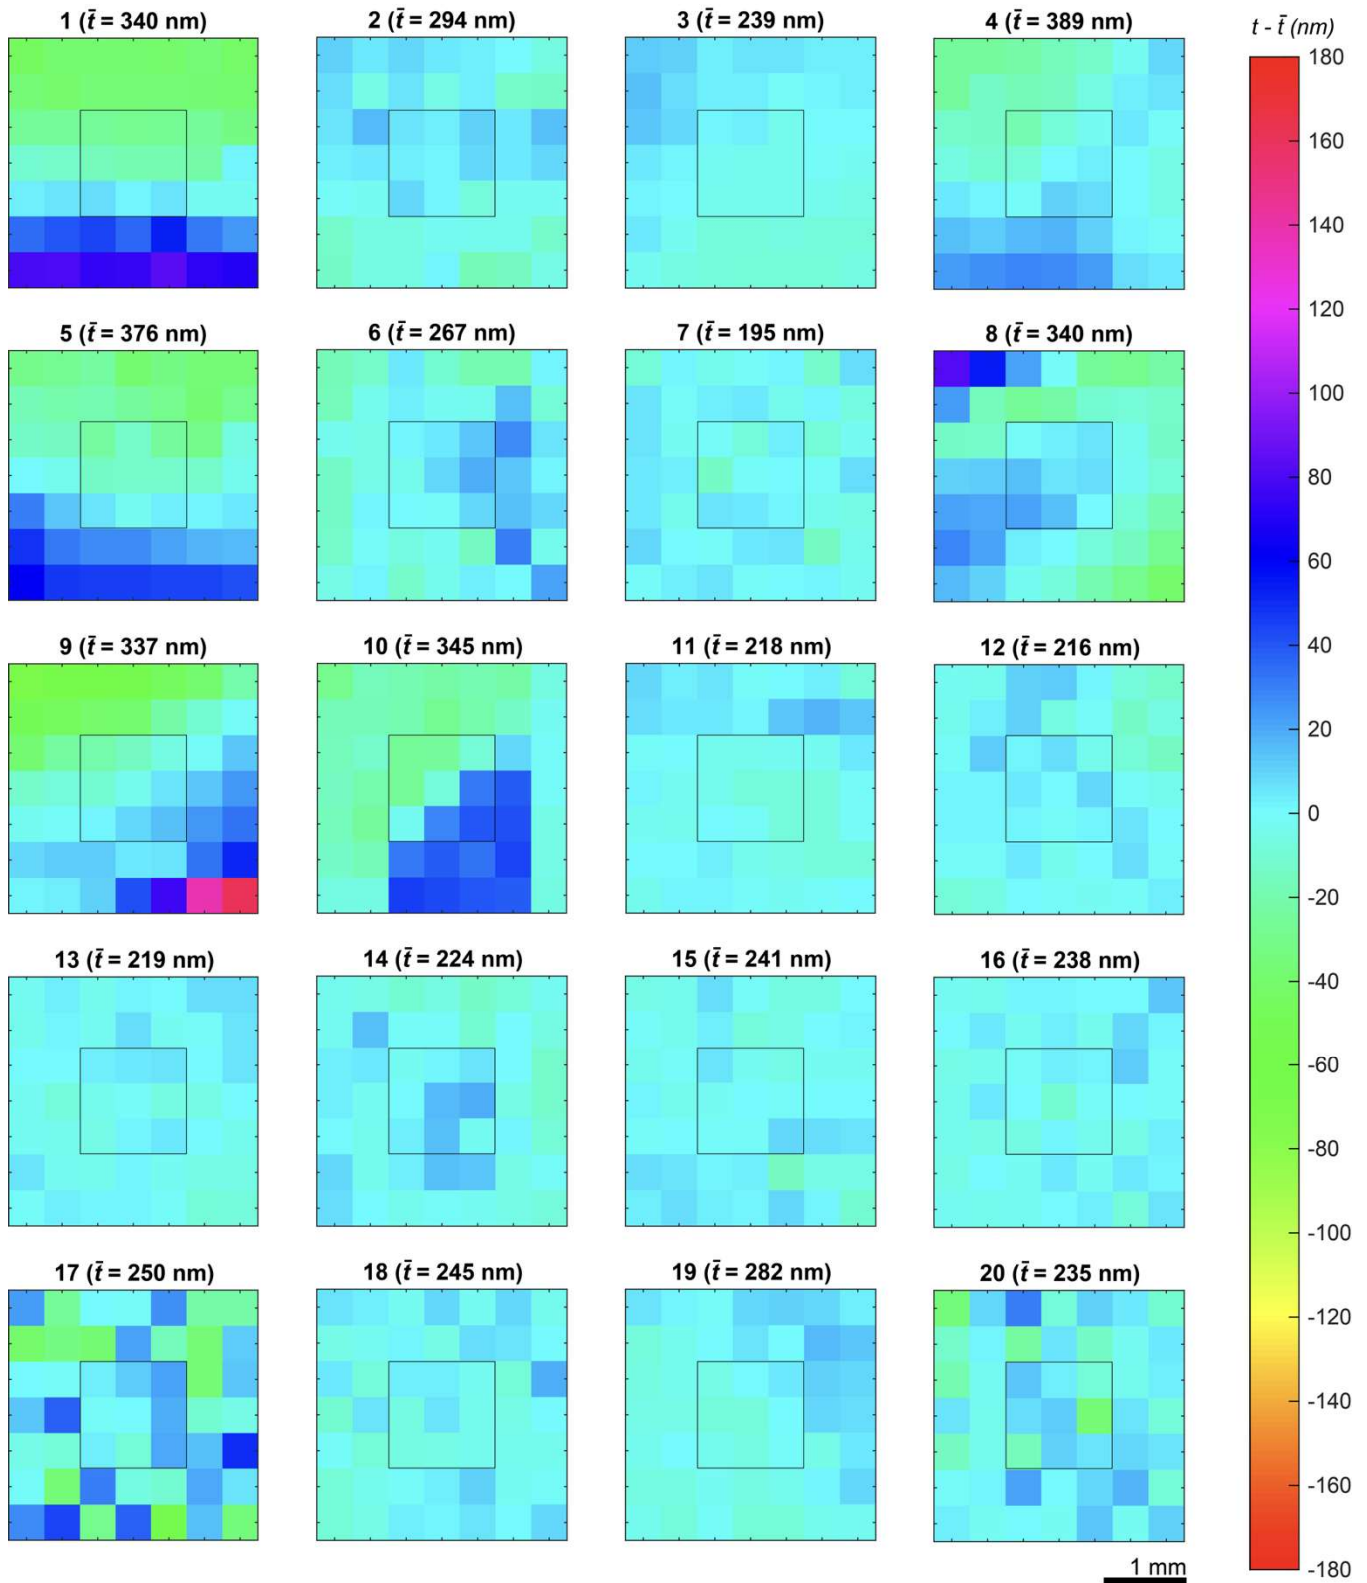 1 (t̄ = 340 nm)
2 (t̄ = 294 nm)
3 (t̄ = 239 nm)
4 (t̄ = 389 nm)
t - t̄ (nm)
5 (t̄ = 376 nm)
6 (t̄ = 267 nm)
7 (t̄ = 195 nm)
8 (t̄ = 340 nm)
9 (t̄ = 337 nm)
10 (t̄ = 345 nm)
11 (t̄ = 218 nm)
12 (t̄ = 216 nm)
13 (t̄ = 219 nm)
14 (t̄ = 224 nm)
15 (t̄ = 241 nm)
16 (t̄ = 238 nm)
17 (t̄ = 250 nm)
18 (t̄ = 245 nm)
19 (t̄ = 282 nm)
20 (t̄ = 235 nm)
1 mm
180
160
140
120
100
80
60
40
20
0
-20
-40
-60
-80
-100
-120
-140
-160
-180